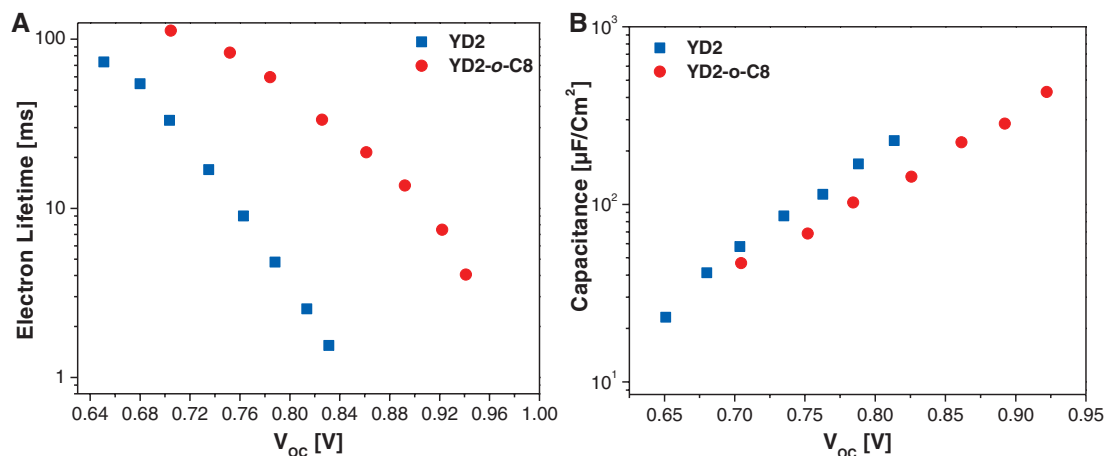 A
YD2
YD2-o-C8
100
10
1
Electron Lifetime [ms]
0.64 0.68 0.72 0.76 0.80 0.84 0.88 0.92 0.96 1.00
V_OC [V]
B
YD2
YD2-o-C8
10³
10²
10¹
Capacitance [µF/Cm²]
0.65 0.70 0.75 0.80 0.85 0.90 0.95
V_OC [V]